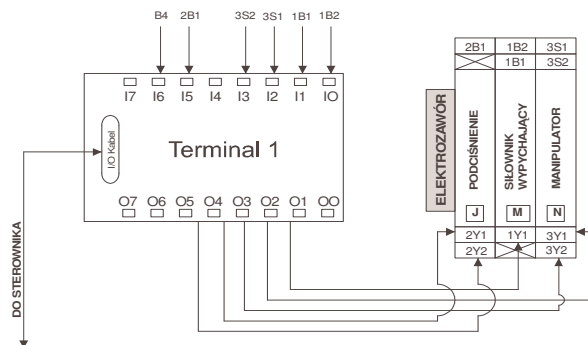 B4 2B1 3S2 3S1 1B1 1B2
I7 I6 I5 I4 I3 I2 I1 IO
I/O Kabel
Terminal 1
O7 O6 O5 O4 O3 O2 O1 OO
DO STEROWNIKA
ELEKTROZAWÓR
2B1 1B2 3S1
1B1 3S2
PODCIŚNIENIE
SIŁOWNIK
WYPYCHAJĄCY
MANIPULATOR
J M N
2Y1 1Y1 3Y1
2Y2 3Y2